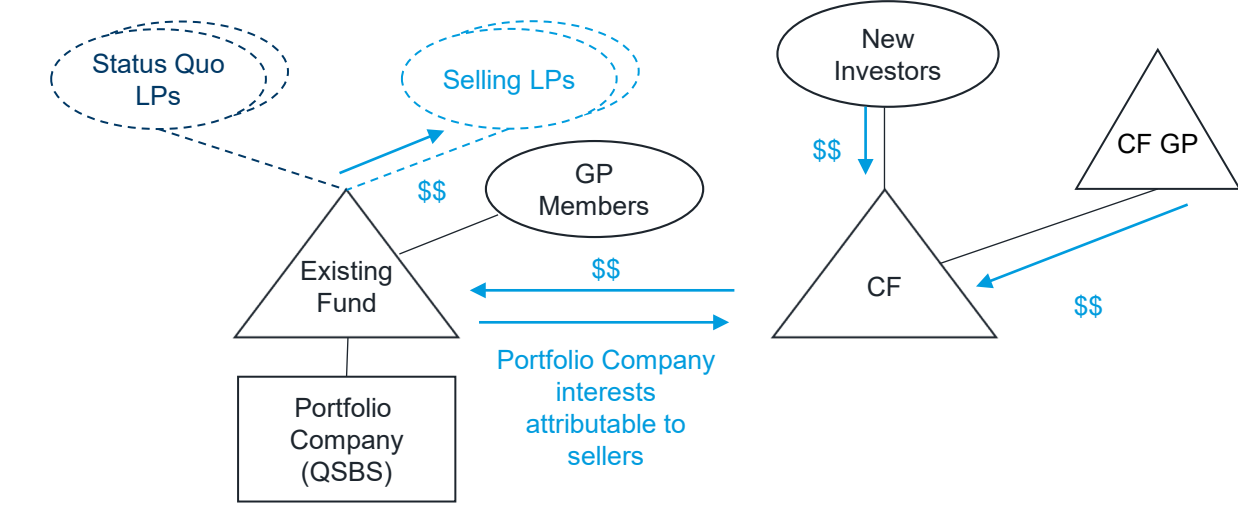 Status Quo
LPs
Selling LPs
New
Investors
CF GP
$$
$$
GP
Members
Existing
Fund
$$
CF
$$
Portfolio Company
interests
attributable to
sellers
Portfolio
Company
(QSBS)